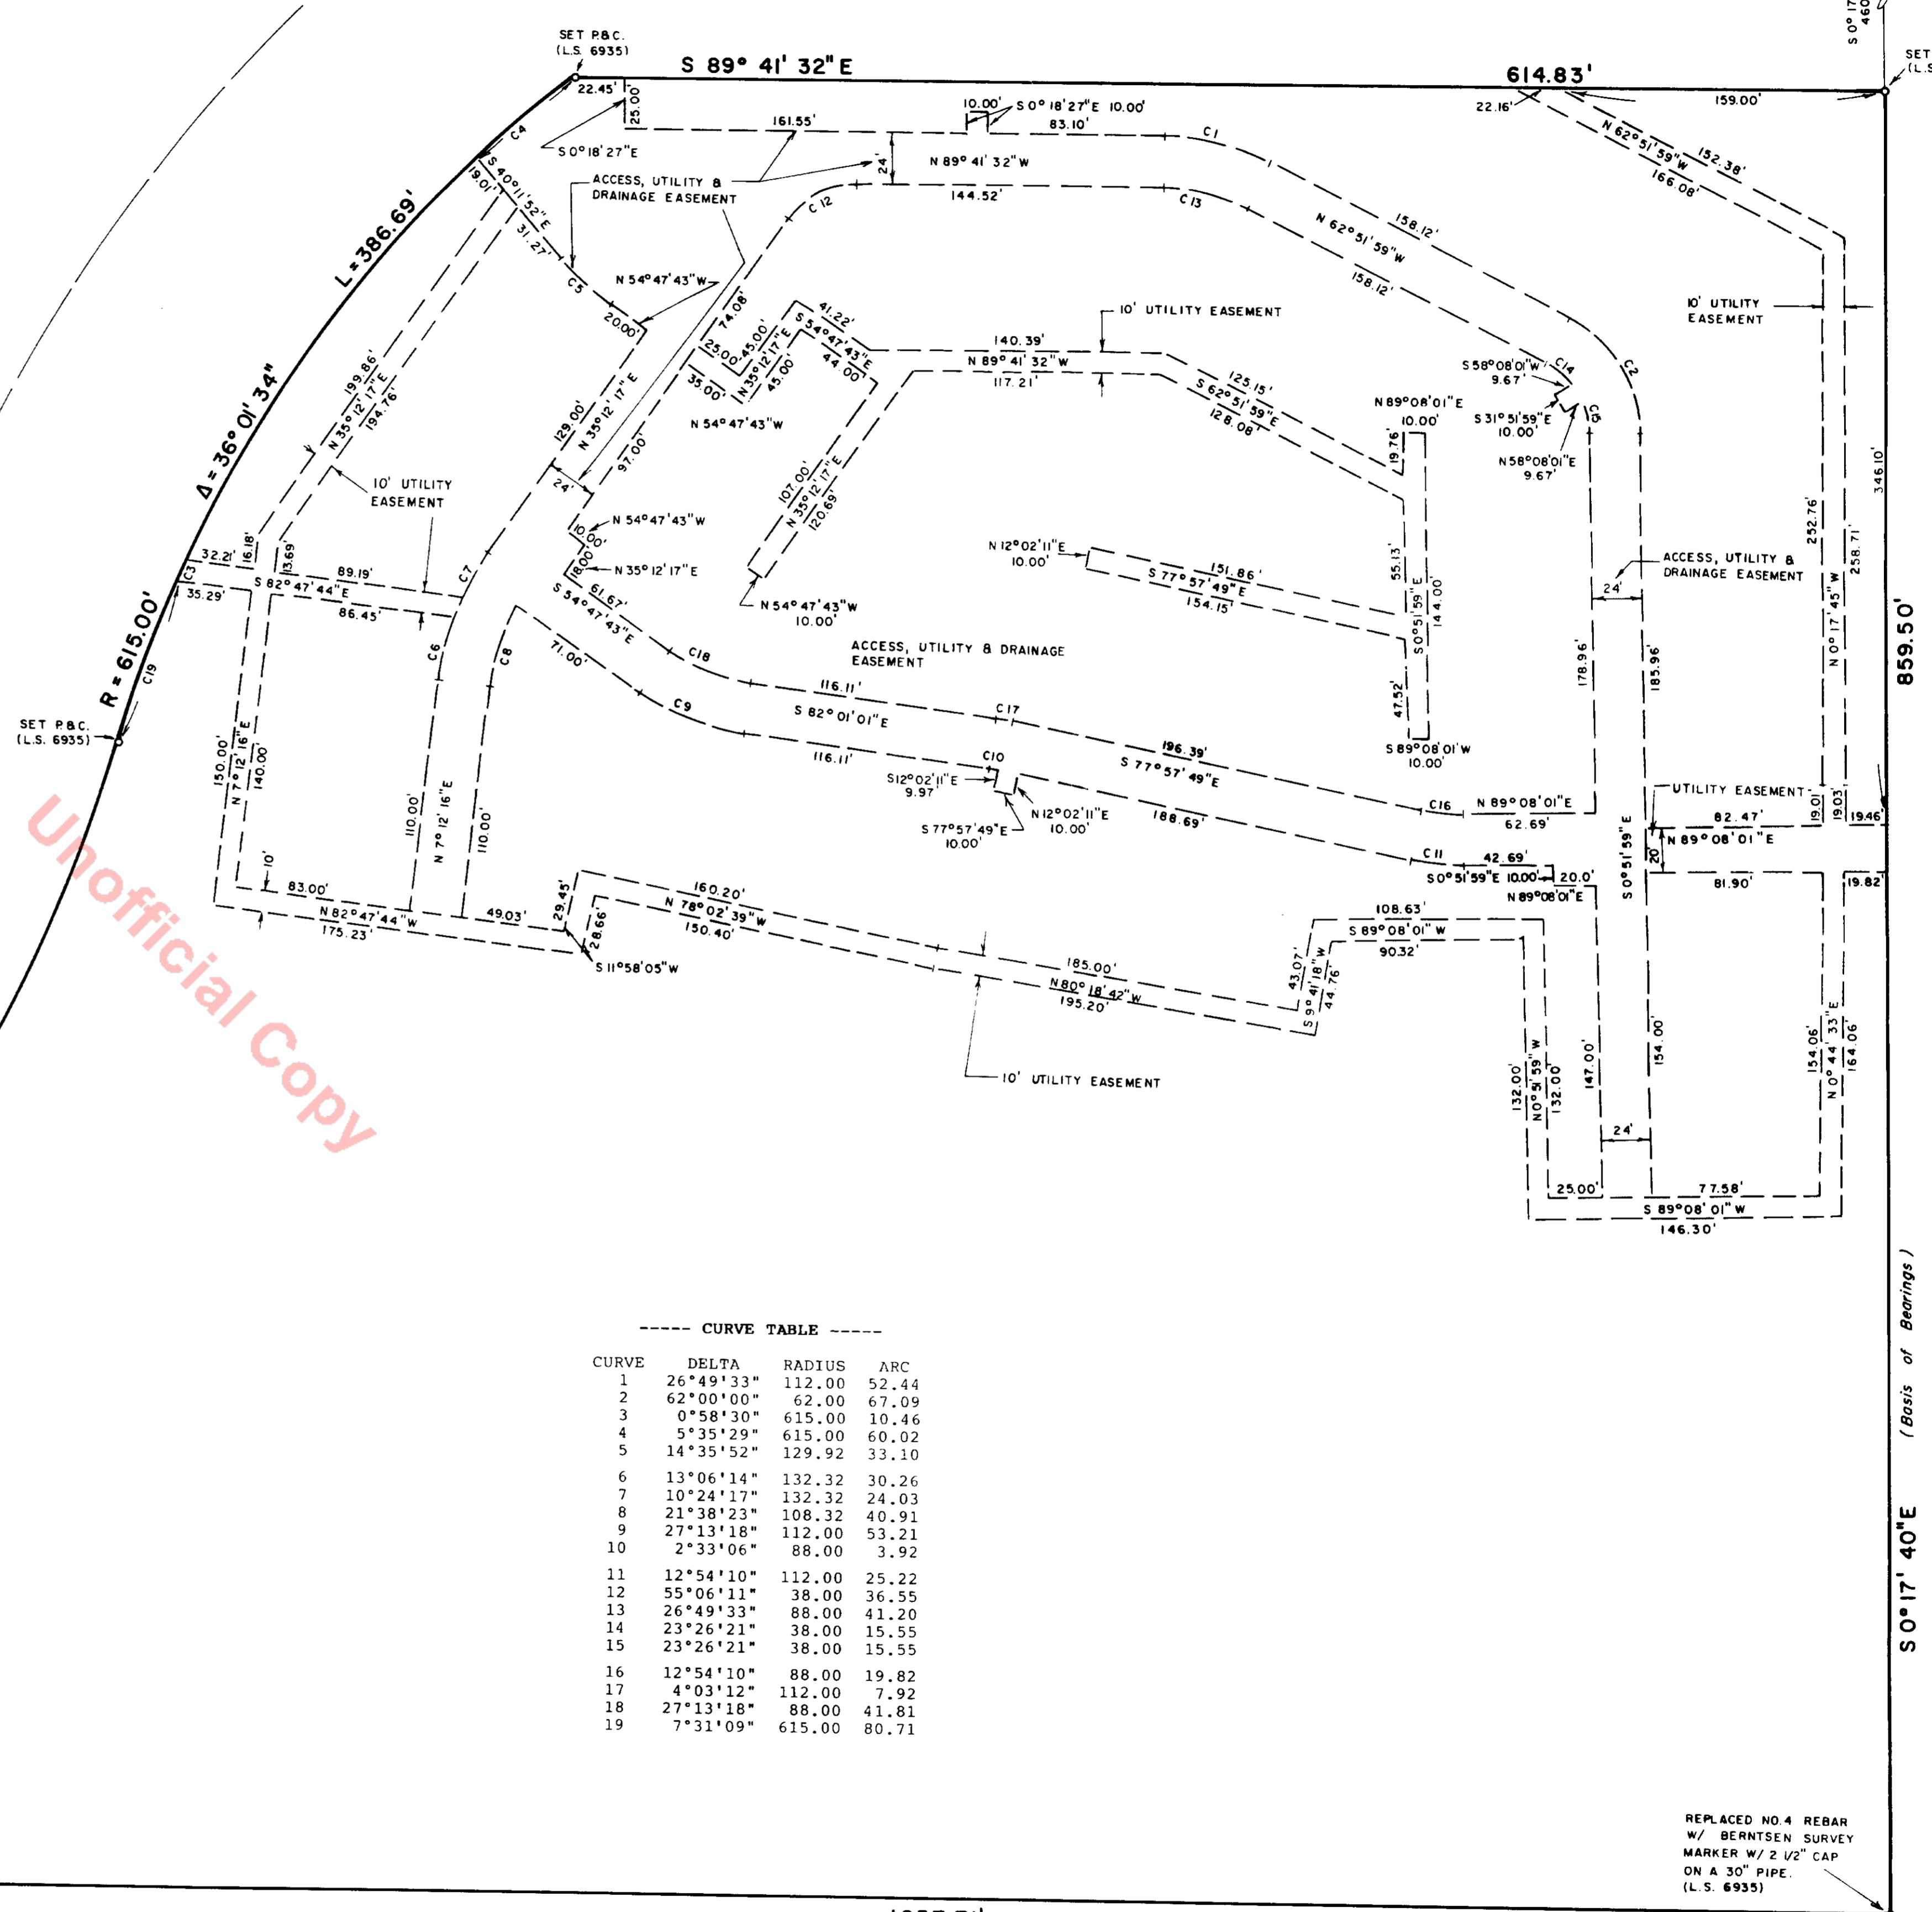 S 0° 17'
460
SET P.&C.
(L.S. 6935)
S 89° 41' 32" E
614.83'
SET
(L.S
22.45'
25.00'
S 0° 18' 27" E
161.55'
10.00'
S 0° 18' 27" E 10.00'
83.10'
C 1
22.16'
159.00'
C4
N 62° 51' 59" W
152.38'
166.08'
S 40° 11' 52" E
19.01'
31.27'
ACCESS, UTILITY &
DRAINAGE EASEMENT
24'
N 89° 41' 32" W
144.52'
C 12
C 13
158.12'
N 62° 51' 59" W
158.12'
L = 386.69'
C5
N 54° 47' 43" W
20.00'
74.08'
41.22'
S 54° 47' 43" E
44.00'
25.00'
45.00'
N 35° 12' 17" E
45.00'
35.00'
N 54° 47' 43" W
10' UTILITY EASEMENT
140.39'
N 89° 41' 32" W
117.21'
125.15'
S 62° 51' 59" E
128.08'
10' UTILITY
EASEMENT
C14
C 2
S 58° 08' 01" W
9.67'
N 89° 08' 01" E
10.00'
S 31° 51' 59" E
10.00'
C15
N 58° 08' 01" E
9.67'
19.76'
346.10'
Δ = 36° 01' 34"
199.86'
N 35° 12' 17" E
194.76'
129.00'
N 35° 12' 17" E
97.00'
24'
10' UTILITY
EASEMENT
107.00'
N 35° 12' 17" E
120.69'
10.00'
N 54° 47' 43" W
18.00'
N 35° 12' 17" E
252.76'
258.71'
N 0° 17' 45" W
32.21'
16.18'
13.69'
C3
35.29'
89.19'
S 82° 47' 44" E
86.45'
C7
C6
C8
61.67'
S 54° 47' 43" E
N 54° 47' 43" W
10.00'
N 12° 02' 11" E
10.00'
151.86'
S 77° 57' 49" E
154.15'
55.13'
S 0° 51' 59" E
144.00'
ACCESS, UTILITY &
DRAINAGE EASEMENT
24'
R = 615.00'
C19
SET P.&C.
(L.S. 6935)
71.00'
C18
ACCESS, UTILITY & DRAINAGE
EASEMENT
116.11'
S 82° 01' 01" E
C9
116.11'
C 17
C10
196.39'
S 77° 57' 49" E
47.52'
S 89° 08' 01" W
10.00'
178.96'
185.96'
859.50'
150.00'
N 7° 12' 16" E
140.00'
110.00'
N 7° 12' 16" E
110.00'
S 12° 02' 11" E
9.97'
N 12° 02' 11" E
10.00'
S 77° 57' 49" E
10.00'
188.69'
C 16
N 89° 08' 01" E
62.69'
UTILITY EASEMENT
82.47'
N 89° 08' 01" E
19.01'
19.03'
19.46'
20'
81.90'
19.82'
C 11
42.69'
S 0° 51' 59" E 10.00'
20.0'
N 89° 08' 01" E
S 0° 51' 59" E
10'
83.00'
N 82° 47' 44" W
175.23'
49.03'
29.45'
28.66'
S 11° 58' 05" W
160.20'
N 78° 02' 39" W
150.40'
185.00'
N 80° 18' 42" W
195.20'
10' UTILITY EASEMENT
43.07'
S 9° 41' 18" W
44.76'
108.63'
S 89° 08' 01" W
90.32'
132.00'
N 0° 51' 59" W
132.00'
147.00'
154.00'
24'
154.06'
N 0° 44' 33" E
164.06'
25.00'
77.58'
S 89° 08' 01" W
146.30'
Unofficial Copy
(Basis of Bearings)
S 0° 17' 40" E
----- CURVE TABLE -----
CURVE DELTA RADIUS ARC
1 26°49'33" 112.00 52.44
2 62°00'00" 62.00 67.09
3 0°58'30" 615.00 10.46
4 5°35'29" 615.00 60.02
5 14°35'52" 129.92 33.10
6 13°06'14" 132.32 30.26
7 10°24'17" 132.32 24.03
8 21°38'23" 108.32 40.91
9 27°13'18" 112.00 53.21
10 2°33'06" 88.00 3.92
11 12°54'10" 112.00 25.22
12 55°06'11" 38.00 36.55
13 26°49'33" 88.00 41.20
14 23°26'21" 38.00 15.55
15 23°26'21" 38.00 15.55
16 12°54'10" 88.00 19.82
17 4°03'12" 112.00 7.92
18 27°13'18" 88.00 41.81
19 7°31'09" 615.00 80.71
REPLACED NO. 4 REBAR
W/ BERNTSEN SURVEY
MARKER W/ 2 1/2" CAP
ON A 30" PIPE.
(L.S. 6935)